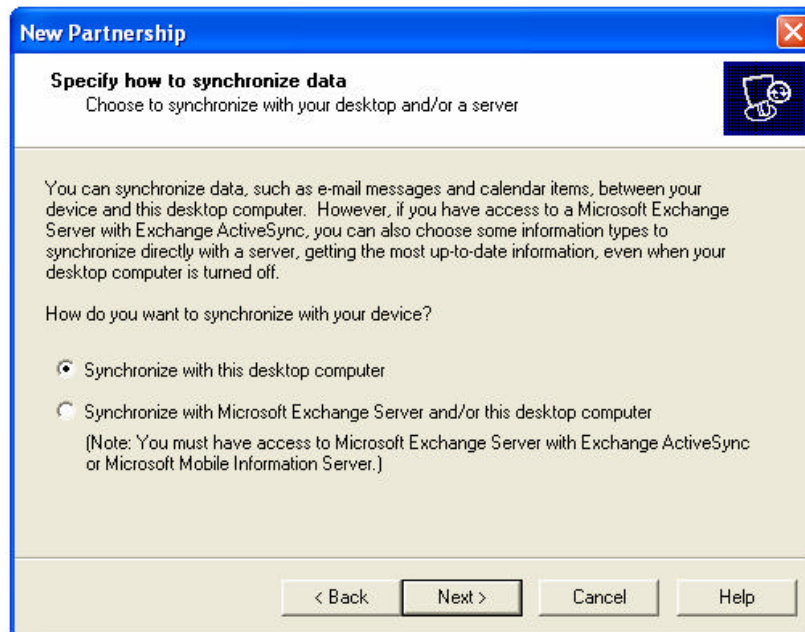 New Partnership
Specify how to synchronize data
Choose to synchronize with your desktop and/or a server
You can synchronize data, such as e-mail messages and calendar items, between your
device and this desktop computer. However, if you have access to a Microsoft Exchange
Server with Exchange ActiveSync, you can also choose some information types to
synchronize directly with a server, getting the most up-to-date information, even when your
desktop computer is turned off.
How do you want to synchronize with your device?
Synchronize with this desktop computer
Synchronize with Microsoft Exchange Server and/or this desktop computer
(Note: You must have access to Microsoft Exchange Server with Exchange ActiveSync
or Microsoft Mobile Information Server.)
< Back Next > Cancel Help